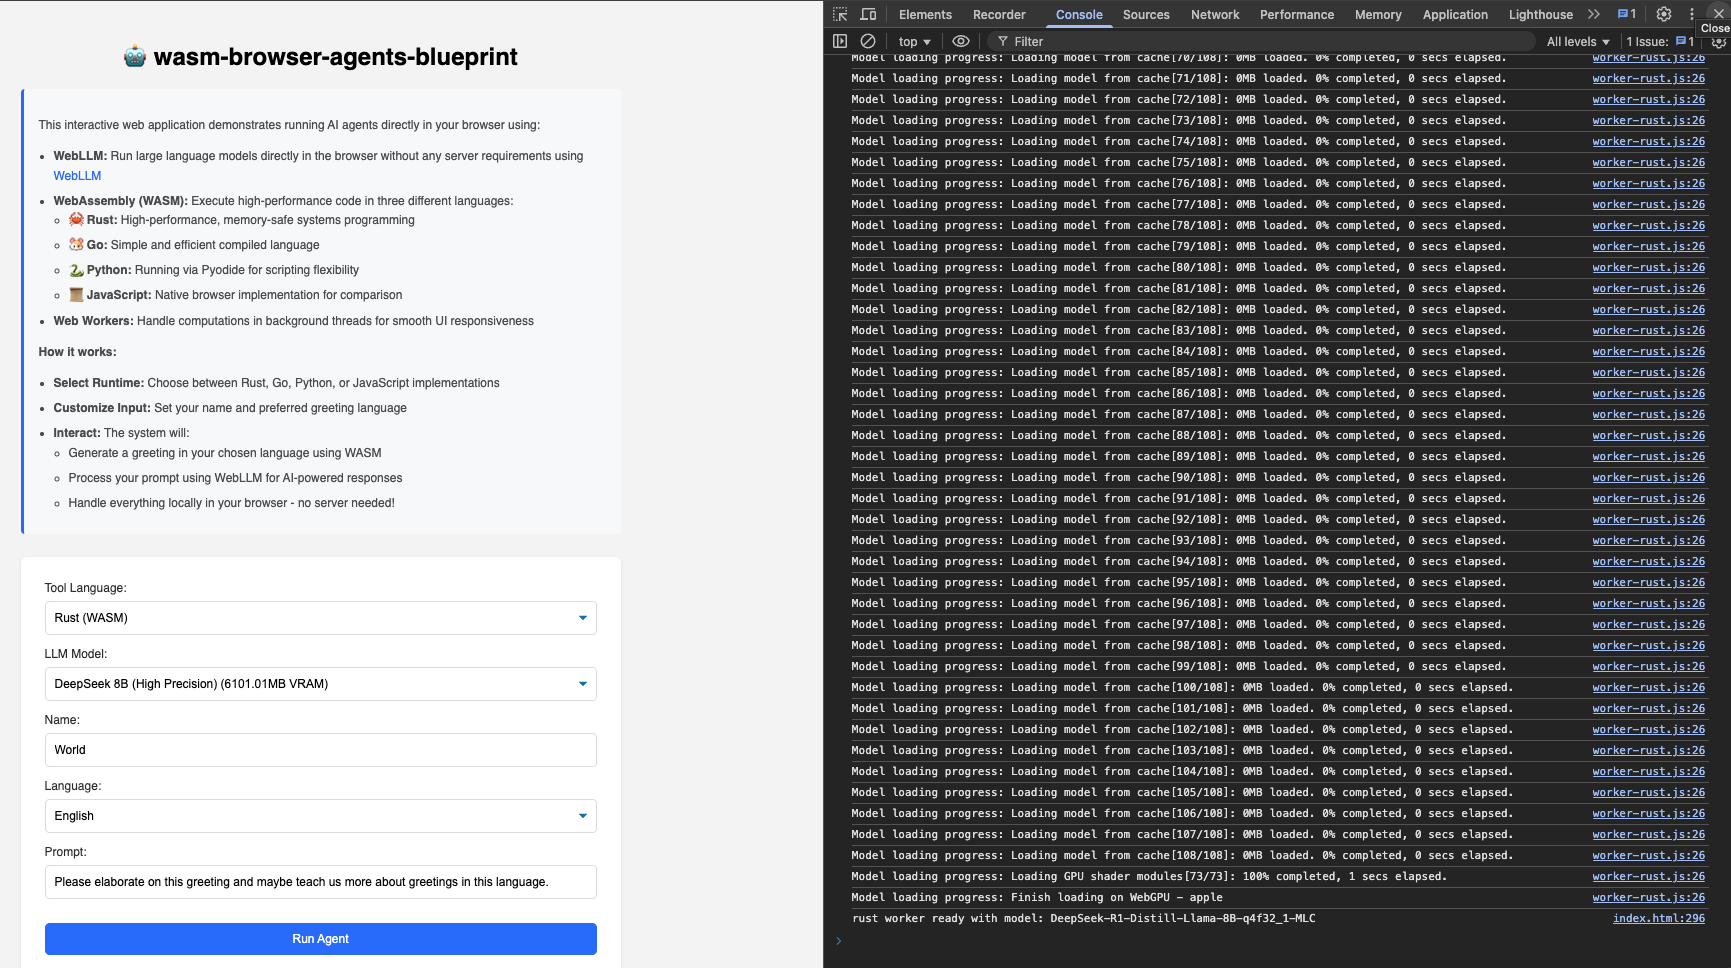 wasm-browser-agents-blueprint
This interactive web application demonstrates running AI agents directly in your browser using:
WebLLM: Run large language models directly in the browser without any server requirements using
WebLLM
WebAssembly (WASM): Execute high-performance code in three different languages:
Rust: High-performance, memory-safe systems programming
Go: Simple and efficient compiled language
Python: Running via Pyodide for scripting flexibility
JavaScript: Native browser implementation for comparison
Web Workers: Handle computations in background threads for smooth UI responsiveness
How it works:
Select Runtime: Choose between Rust, Go, Python, or JavaScript implementations
Customize Input: Set your name and preferred greeting language
Interact: The system will:
Generate a greeting in your chosen language using WASM
Process your prompt using WebLLM for AI-powered responses
Handle everything locally in your browser - no server needed!
Tool Language:
Rust (WASM)
LLM Model:
DeepSeek 8B (High Precision) (6101.01MB VRAM)
Name:
World
Language:
English
Prompt:
Please elaborate on this greeting and maybe teach us more about greetings in this language.
Run Agent
Elements Recorder Console Sources Network Performance Memory Application Lighthouse 1
Close
top Filter All levels 1 Issue: 1
Model loading progress: Loading model from cache[70/108]: 0MB loaded. 0% completed, 0 secs elapsed. worker-rust.js:26
Model loading progress: Loading model from cache[71/108]: 0MB loaded. 0% completed, 0 secs elapsed. worker-rust.js:26
Model loading progress: Loading model from cache[72/108]: 0MB loaded. 0% completed, 0 secs elapsed. worker-rust.js:26
Model loading progress: Loading model from cache[73/108]: 0MB loaded. 0% completed, 0 secs elapsed. worker-rust.js:26
Model loading progress: Loading model from cache[74/108]: 0MB loaded. 0% completed, 0 secs elapsed. worker-rust.js:26
Model loading progress: Loading model from cache[75/108]: 0MB loaded. 0% completed, 0 secs elapsed. worker-rust.js:26
Model loading progress: Loading model from cache[76/108]: 0MB loaded. 0% completed, 0 secs elapsed. worker-rust.js:26
Model loading progress: Loading model from cache[77/108]: 0MB loaded. 0% completed, 0 secs elapsed. worker-rust.js:26
Model loading progress: Loading model from cache[78/108]: 0MB loaded. 0% completed, 0 secs elapsed. worker-rust.js:26
Model loading progress: Loading model from cache[79/108]: 0MB loaded. 0% completed, 0 secs elapsed. worker-rust.js:26
Model loading progress: Loading model from cache[80/108]: 0MB loaded. 0% completed, 0 secs elapsed. worker-rust.js:26
Model loading progress: Loading model from cache[81/108]: 0MB loaded. 0% completed, 0 secs elapsed. worker-rust.js:26
Model loading progress: Loading model from cache[82/108]: 0MB loaded. 0% completed, 0 secs elapsed. worker-rust.js:26
Model loading progress: Loading model from cache[83/108]: 0MB loaded. 0% completed, 0 secs elapsed. worker-rust.js:26
Model loading progress: Loading model from cache[84/108]: 0MB loaded. 0% completed, 0 secs elapsed. worker-rust.js:26
Model loading progress: Loading model from cache[85/108]: 0MB loaded. 0% completed, 0 secs elapsed. worker-rust.js:26
Model loading progress: Loading model from cache[86/108]: 0MB loaded. 0% completed, 0 secs elapsed. worker-rust.js:26
Model loading progress: Loading model from cache[87/108]: 0MB loaded. 0% completed, 0 secs elapsed. worker-rust.js:26
Model loading progress: Loading model from cache[88/108]: 0MB loaded. 0% completed, 0 secs elapsed. worker-rust.js:26
Model loading progress: Loading model from cache[89/108]: 0MB loaded. 0% completed, 0 secs elapsed. worker-rust.js:26
Model loading progress: Loading model from cache[90/108]: 0MB loaded. 0% completed, 0 secs elapsed. worker-rust.js:26
Model loading progress: Loading model from cache[91/108]: 0MB loaded. 0% completed, 0 secs elapsed. worker-rust.js:26
Model loading progress: Loading model from cache[92/108]: 0MB loaded. 0% completed, 0 secs elapsed. worker-rust.js:26
Model loading progress: Loading model from cache[93/108]: 0MB loaded. 0% completed, 0 secs elapsed. worker-rust.js:26
Model loading progress: Loading model from cache[94/108]: 0MB loaded. 0% completed, 0 secs elapsed. worker-rust.js:26
Model loading progress: Loading model from cache[95/108]: 0MB loaded. 0% completed, 0 secs elapsed. worker-rust.js:26
Model loading progress: Loading model from cache[96/108]: 0MB loaded. 0% completed, 0 secs elapsed. worker-rust.js:26
Model loading progress: Loading model from cache[97/108]: 0MB loaded. 0% completed, 0 secs elapsed. worker-rust.js:26
Model loading progress: Loading model from cache[98/108]: 0MB loaded. 0% completed, 0 secs elapsed. worker-rust.js:26
Model loading progress: Loading model from cache[99/108]: 0MB loaded. 0% completed, 0 secs elapsed. worker-rust.js:26
Model loading progress: Loading model from cache[100/108]: 0MB loaded. 0% completed, 0 secs elapsed. worker-rust.js:26
Model loading progress: Loading model from cache[101/108]: 0MB loaded. 0% completed, 0 secs elapsed. worker-rust.js:26
Model loading progress: Loading model from cache[102/108]: 0MB loaded. 0% completed, 0 secs elapsed. worker-rust.js:26
Model loading progress: Loading model from cache[103/108]: 0MB loaded. 0% completed, 0 secs elapsed. worker-rust.js:26
Model loading progress: Loading model from cache[104/108]: 0MB loaded. 0% completed, 0 secs elapsed. worker-rust.js:26
Model loading progress: Loading model from cache[105/108]: 0MB loaded. 0% completed, 0 secs elapsed. worker-rust.js:26
Model loading progress: Loading model from cache[106/108]: 0MB loaded. 0% completed, 0 secs elapsed. worker-rust.js:26
Model loading progress: Loading model from cache[107/108]: 0MB loaded. 0% completed, 0 secs elapsed. worker-rust.js:26
Model loading progress: Loading model from cache[108/108]: 0MB loaded. 0% completed, 0 secs elapsed. worker-rust.js:26
Model loading progress: Loading GPU shader modules[73/73]: 100% completed, 1 secs elapsed. worker-rust.js:26
Model loading progress: Finish loading on WebGPU - apple worker-rust.js:26
rust worker ready with model: DeepSeek-R1-Distill-Llama-8B-q4f32_1-MLC index.html:296